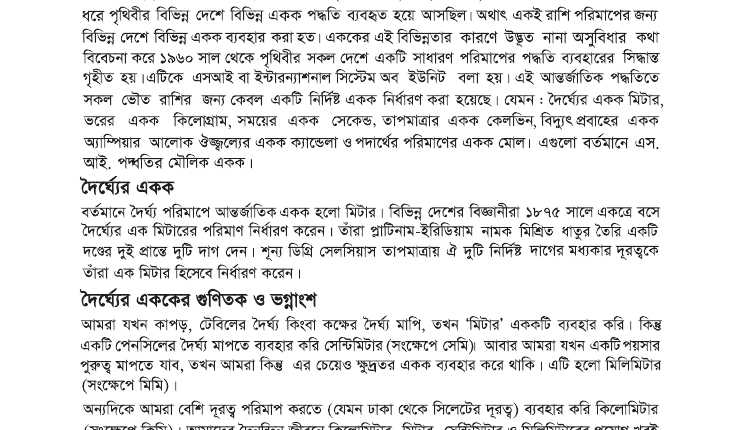 ধরে পৃথিবীর বিভিন্ন দেশে বিভিন্ন একক পদ্ধতি ব্যবহৃত হয়ে আসছিল। অর্থাৎ একই রাশি পরিমাপের জন্য
বিভিন্ন দেশে বিভিন্ন একক ব্যবহার করা হত। এককের এই বিভিন্নতার কারণে উদ্ভূত নানা অসুবিধার কথা
বিবেচনা করে ১৯৬০ সাল থেকে পৃথিবীর সকল দেশে একটি সাধারণ পরিমাপের পদ্ধতি ব্যবহারের সিদ্ধান্ত
গৃহীত হয়। এটিকে এসআই বা ইন্টারন্যাশনাল সিস্টেম অব ইউনিট বলা হয়। এই আন্তর্জাতিক পদ্ধতিতে
সকল ভৌত রাশির জন্য কেবল একটি নির্দিষ্ট একক নির্ধারণ করা হয়েছে। যেমন : দৈর্ঘ্যের একক মিটার,
ভরের একক কিলোগ্রাম, সময়ের একক সেকেন্ড, তাপমাত্রার একক কেলভিন, বিদ্যুৎ প্রবাহের একক
অ্যাম্পিয়ার আলোক ঔজ্জ্বল্যের একক ক্যান্ডেলা ও পদার্থের পরিমাণের একক মোল। এগুলো বর্তমানে এস.
আই. পদ্ধতির মৌলিক একক।
দৈর্ঘ্যের একক
বর্তমানে দৈর্ঘ্য পরিমাপে আন্তর্জাতিক একক হলো মিটার। বিভিন্ন দেশের বিজ্ঞানীরা ১৮৭৫ সালে একত্রে বসে
দৈর্ঘ্যের এক মিটারের পরিমাণ নির্ধারণ করেন। তাঁরা প্লাটিনাম-ইরিডিয়াম নামক মিশ্রিত ধাতুর তৈরি একটি
দণ্ডের দুই প্রান্তে দুটি দাগ দেন। শূন্য ডিগ্রি সেলসিয়াস তাপমাত্রায় ঐ দুটি নির্দিষ্ট দাগের মধ্যকার দূরত্বকে
তাঁরা এক মিটার হিসেবে নির্ধারণ করেন।
দৈর্ঘ্যের এককের গুণিতক ও ভগ্নাংশ
আমরা যখন কাপড়, টেবিলের দৈর্ঘ্য কিংবা কক্ষের দৈর্ঘ্য মাপি, তখন ‘মিটার’ এককটি ব্যবহার করি। কিন্তু
একটি পেনসিলের দৈর্ঘ্য মাপতে ব্যবহার করি সেন্টিমিটার (সংক্ষেপে সেমি)। আবার আমরা যখন একটি পয়সার
পুরুত্ব মাপতে যাব, তখন আমরা কিন্তু এর চেয়েও ক্ষুদ্রতর একক ব্যবহার করে থাকি। এটি হলো মিলিমিটার
(সংক্ষেপে মিমি)।
অন্যদিকে আমরা বেশি দূরত্ব পরিমাপ করতে (যেমন ঢাকা থেকে সিলেটের দূরত্ব) ব্যবহার করি কিলোমিটার
(সংক্ষেপে কিমি)। আমাদের দৈনন্দিন জীবনে কিলোমিটার, মিটার, সেন্টিমিটার ও মিলিমিটারের প্রয়োগ খুবই